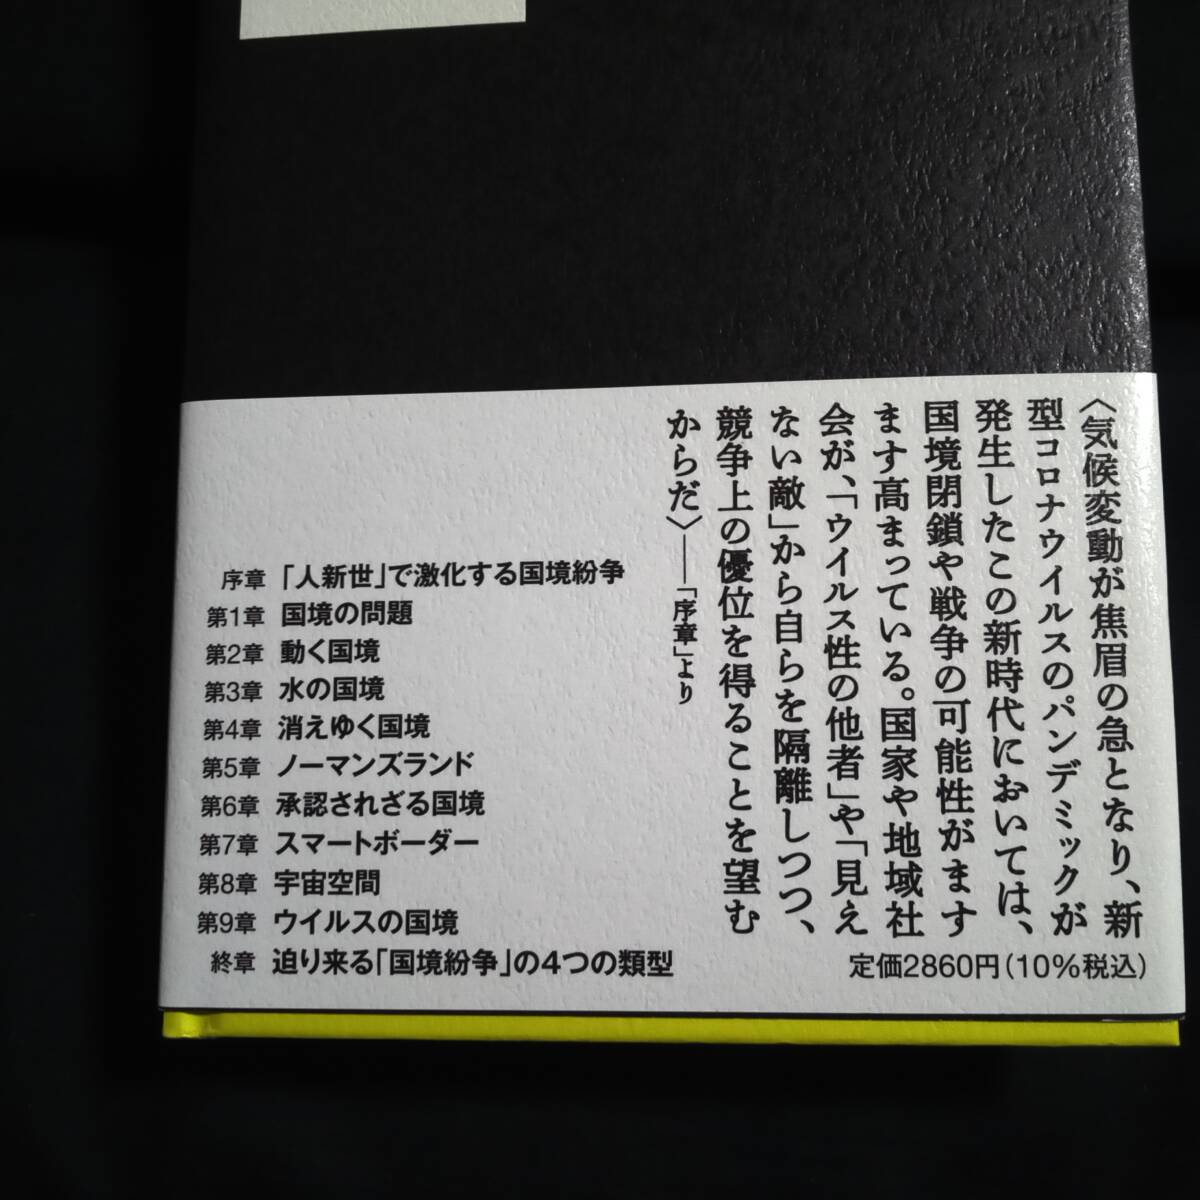 〈気候変動が焦眉の急となり、新
型コロナウイルスのパンデミックが
発生したこの新時代においては、
国境閉鎖や戦争の可能性がます
ます高まっている。国家や地域社
会が、「ウイルス性の他者」や「見え
ない敵」から自らを隔離しつつ、
競争上の優位を得ることを望む
からだ〉──「序章」より
序章 「人新世」で激化する国境紛争
第1章 国境の問題
第2章 動く国境
第3章 水の国境
第4章 消えゆく国境
第5章 ノーマンズランド
第6章 承認されざる国境
第7章 スマートボーダー
第8章 宇宙空間
第9章 ウイルスの国境
終章 迫り来る「国境紛争」の4つの類型
定価2860円(10%税込)